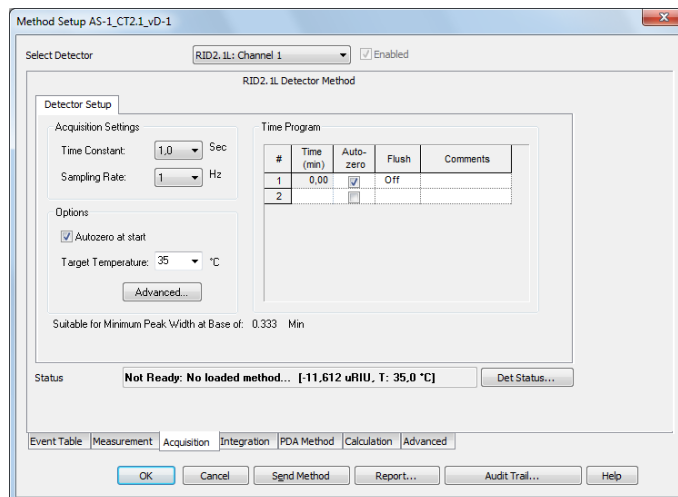 Method Setup AS-1_CT2.1_vD-1
Select Detector RID2.1L: Channel 1 Enabled
RID2.1L Detector Method
Detector Setup
Acquisition Settings
Time Constant: 1,0 Sec
Sampling Rate: 1 Hz
Options
Autozero at start
Target Temperature: 35 °C
Advanced...
Time Program
# Time (min) Auto-zero Flush Comments
1 0,00 Off
2
Suitable for Minimum Peak Width at Base of: 0.333 Min
Status Not Ready: No loaded method... [-11,612 uRIU, T: 35,0 °C] Det Status...
Event Table Measurement Acquisition Integration PDA Method Calculation Advanced
OK Cancel Send Method Report... Audit Trail... Help